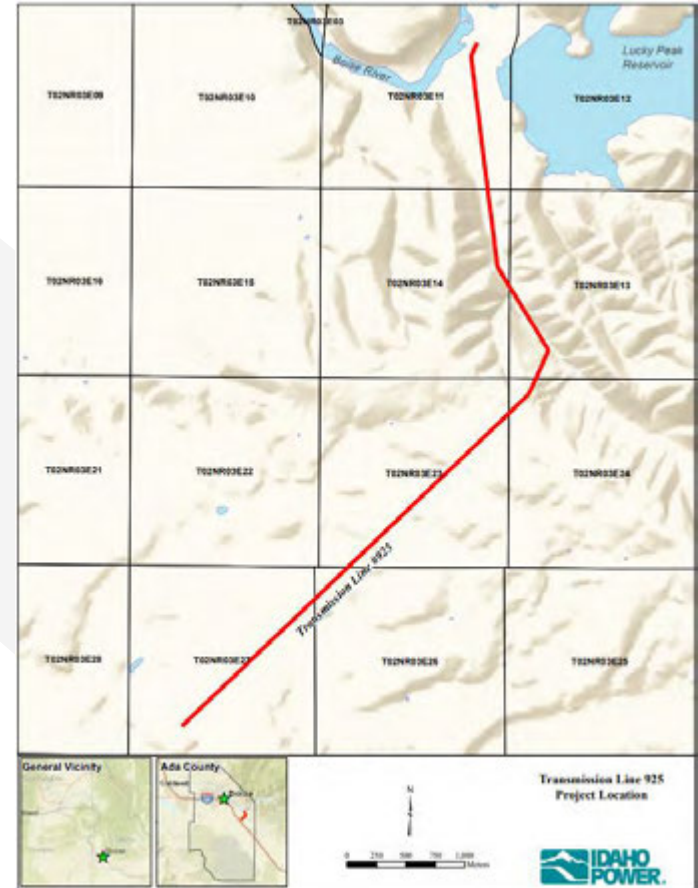 T02NR03E03
Boise River
Lucky Peak
Reservoir
T02NR03E09
T02NR03E10
T02NR03E11
T02NR03E12
T02NR03E16
T02NR03E15
T02NR03E14
T02NR03E13
T02NR03E21
T02NR03E22
T02NR03E23
T02NR03E24
Transmission Line #925
T02NR03E28
T02NR03E27
T02NR03E26
T02NR03E25
General Vicinity
Ada County
Boise
N
0 250 500 750 1,000
Meters
Transmission Line 925
Project Location
IDAHO
POWER.